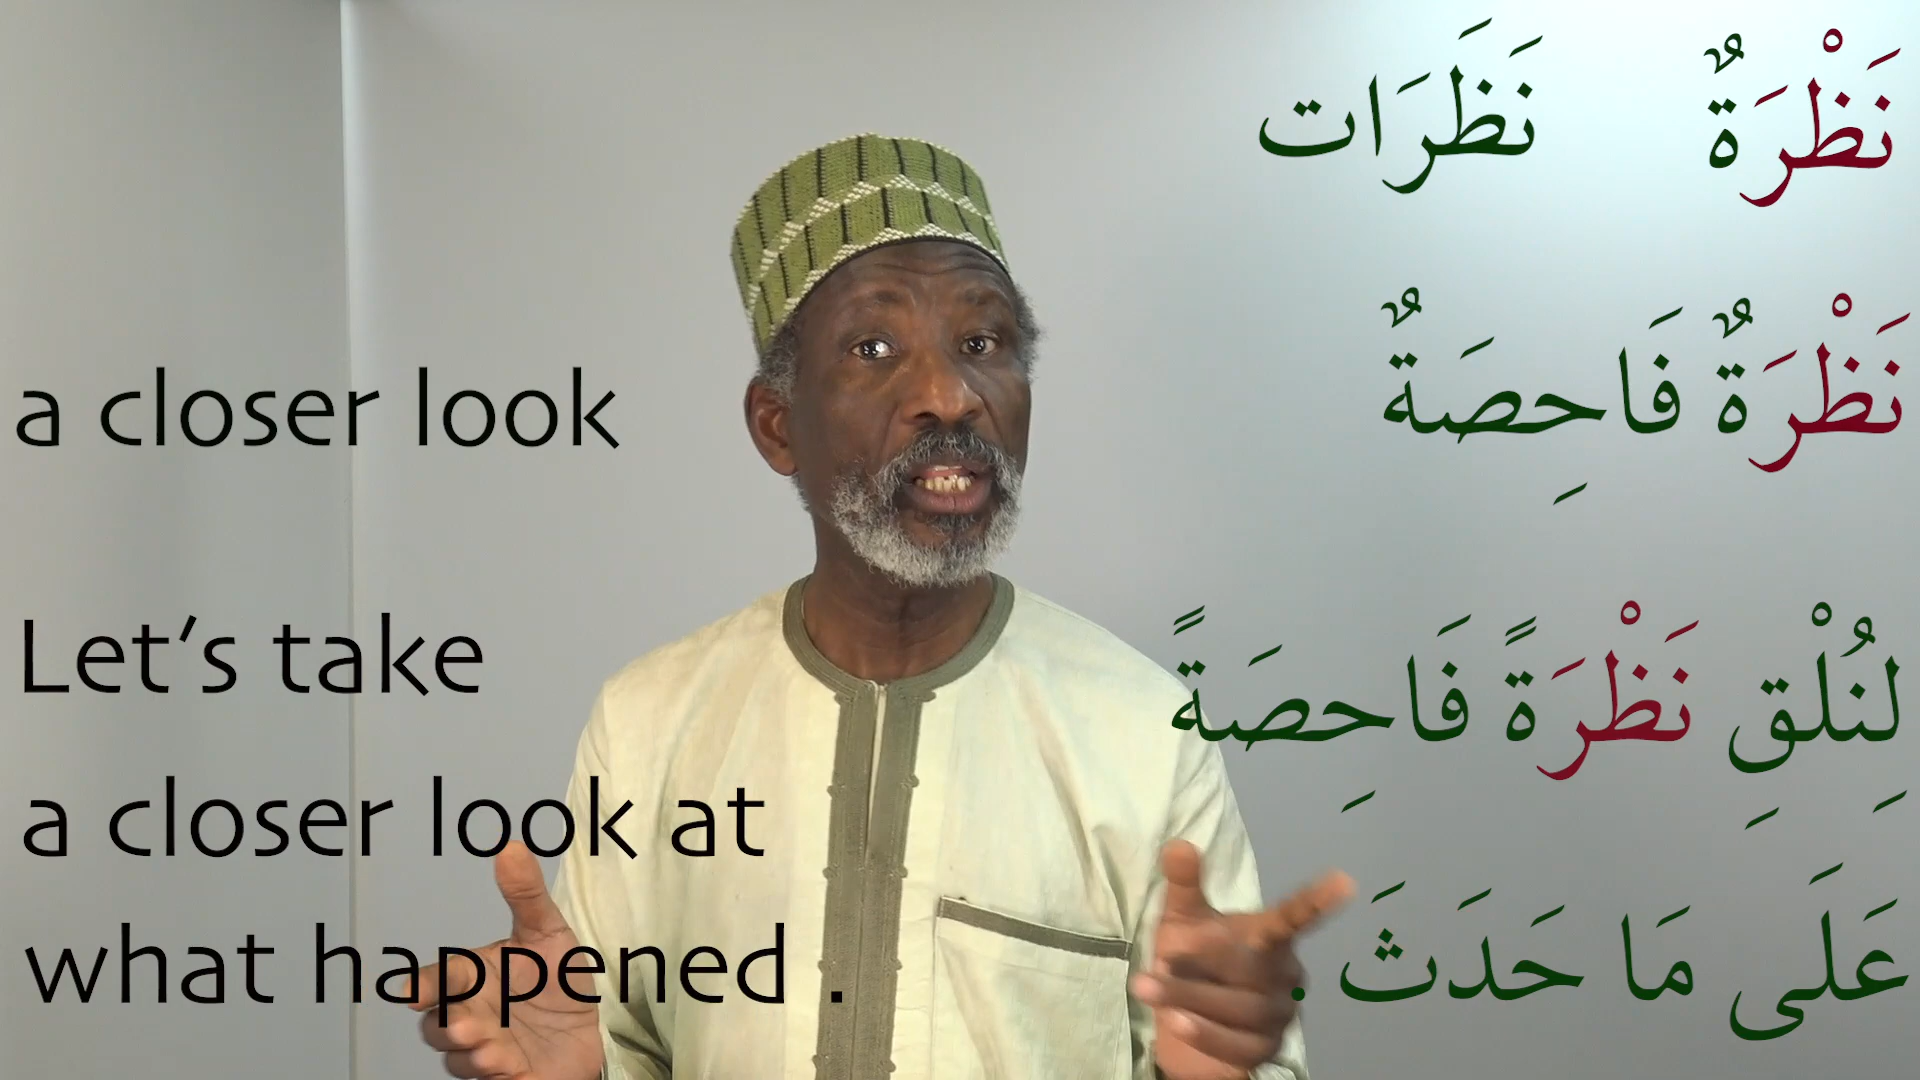 نَظْرَةٌ نَظَرَات
نَظْرَةٌ فَاحِصَةٌ
a closer look
لِنُلْقِ نَظْرَةً فَاحِصَةً
Let's take
a closer look at
عَلَى مَا حَدَثَ .
what happened .